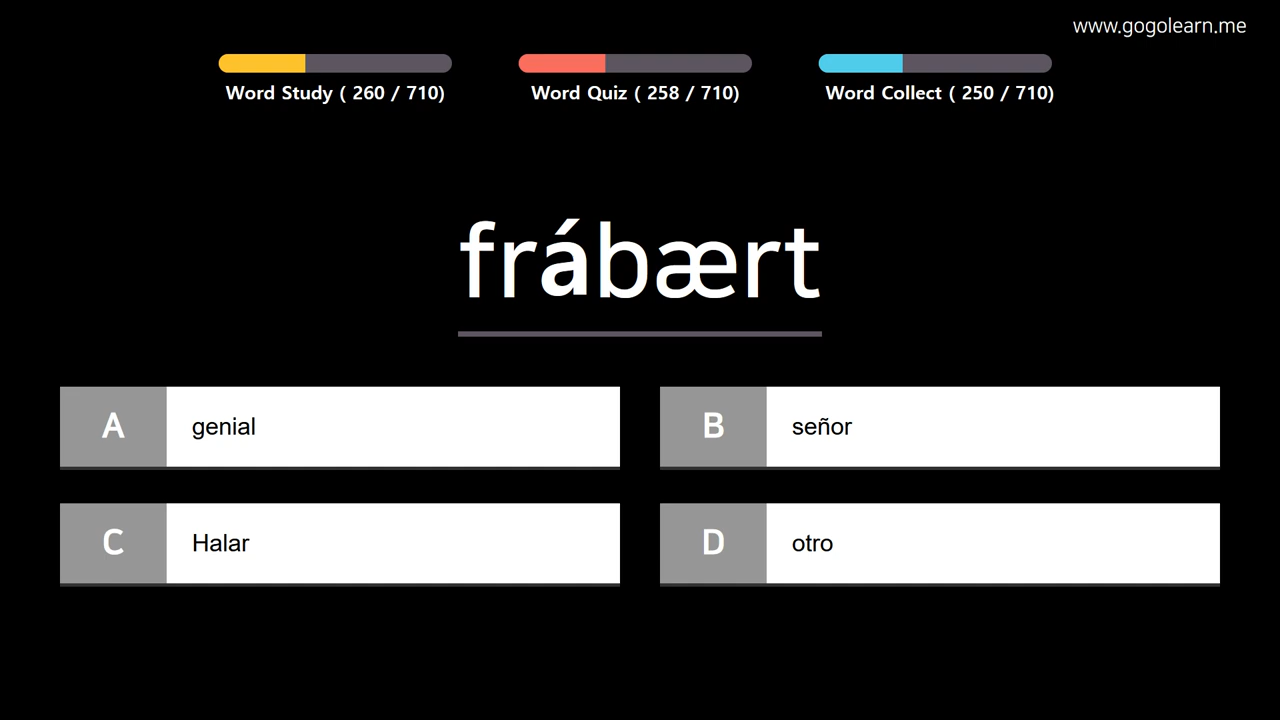 www.gogolearn.me
Word Study ( 260 / 710)
Word Quiz ( 258 / 710)
Word Collect ( 250 / 710)
frábært
A genial
B señor
C Halar
D otro